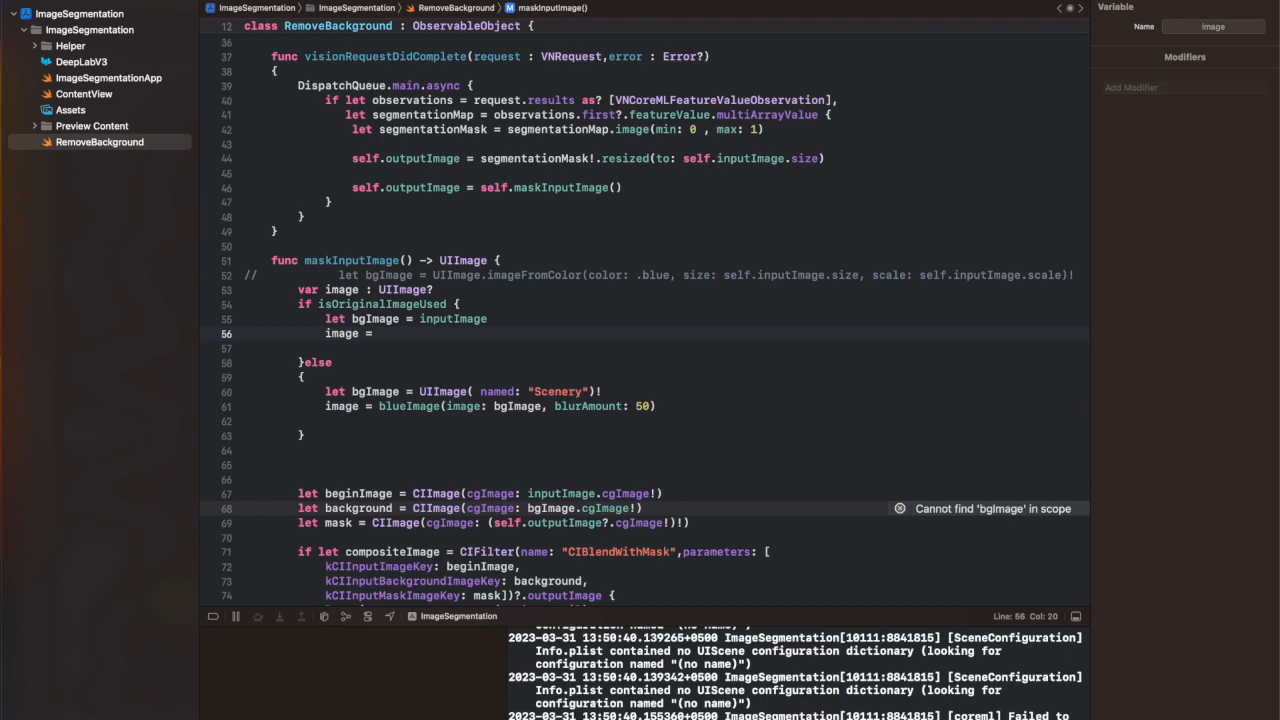 ImageSegmentation
ImageSegmentation
Helper
DeepLabV3
ImageSegmentationApp
ContentView
Assets
Preview Content
RemoveBackground
ImageSegmentation ImageSegmentation RemoveBackground M maskInputImage()
12 class RemoveBackground : ObservableObject {
36
37 func visionRequestDidComplete(request : VNRequest,error : Error?)
38 {
39 DispatchQueue.main.async {
40 if let observations = request.results as? [VNCoreMLFeatureValueObservation],
41 let segmentationMap = observations.first?.featureValue.multiArrayValue {
42 let segmentationMask = segmentationMap.image(min: 0 , max: 1)
43
44 self.outputImage = segmentationMask!.resized(to: self.inputImage.size)
45
46 self.outputImage = self.maskInputImage()
47 }
48 }
49 }
50
51 func maskInputImage() -> UIImage {
52 // let bgImage = UIImage.imageFromColor(color: .blue, size: self.inputImage.size, scale: self.inputImage.scale)!
53 var image : UIImage?
54 if isOriginalImageUsed {
55 let bgImage = inputImage
56 image =
57
58 }else
59 {
60 let bgImage = UIImage( named: "Scenery")!
61 image = blueImage(image: bgImage, blurAmount: 50)
62
63 }
64
65
66
67 let beginImage = CIImage(cgImage: inputImage.cgImage!)
68 let background = CIImage(cgImage: bgImage.cgImage!) Cannot find 'bgImage' in scope
69 let mask = CIImage(cgImage: (self.outputImage?.cgImage!)!)
70
71 if let compositeImage = CIFilter(name: "CIBlendWithMask",parameters: [
72 kCIInputImageKey: beginImage,
73 kCIInputBackgroundImageKey: background,
74 kCIInputMaskImageKey: mask])?.outputImage {
ImageSegmentation Line: 56 Col: 20
2023-03-31 13:50:40.139265+0500 ImageSegmentation[10111:8841815] [SceneConfiguration]
Info.plist contained no UIScene configuration dictionary (looking for
configuration named "(no name)")
2023-03-31 13:50:40.139342+0500 ImageSegmentation[10111:8841815] [SceneConfiguration]
Info.plist contained no UIScene configuration dictionary (looking for
configuration named "(no name)")
2023-03-31 13:50:40.155360+0500 ImageSegmentation[10111:8841815] [coreml] Failed to
Variable
Name image
Modifiers
Add Modifier